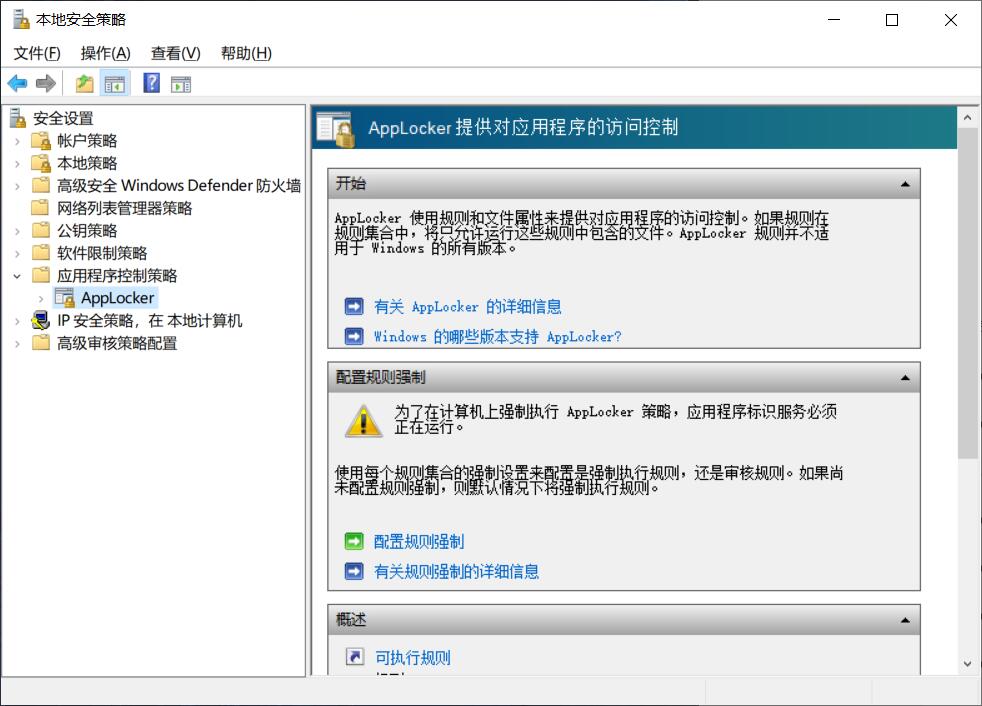 本地安全策略
文件(F) 操作(A) 查看(V) 帮助(H)
安全设置
帐户策略
本地策略
高级安全 Windows Defender 防火墙
网络列表管理器策略
公钥策略
软件限制策略
应用程序控制策略
AppLocker
IP 安全策略，在 本地计算机
高级审核策略配置
AppLocker 提供对应用程序的访问控制
开始
AppLocker 使用规则和文件属性来提供对应用程序的访问控制。如果规则在
规则集合中，将只允许运行这些规则中包含的文件。AppLocker 规则并不适
用于 Windows 的所有版本。
有关 AppLocker 的详细信息
Windows 的哪些版本支持 AppLocker?
配置规则强制
为了在计算机上强制执行 AppLocker 策略，应用程序标识服务必须
正在运行。
使用每个规则集合的强制设置来配置是强制执行规则，还是审核规则。如果尚
未配置规则强制，则默认情况下将强制执行规则。
配置规则强制
有关规则强制的详细信息
概述
可执行规则